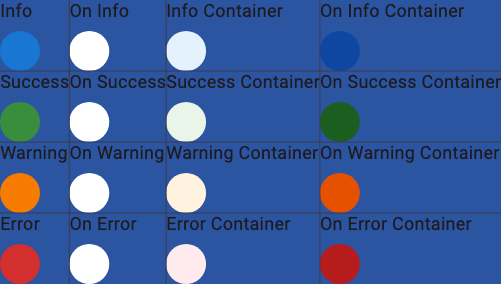 Info On Info Info Container On Info Container
Success On Success Success Container On Success Container
Warning On Warning Warning Container On Warning Container
Error On Error Error Container On Error Container